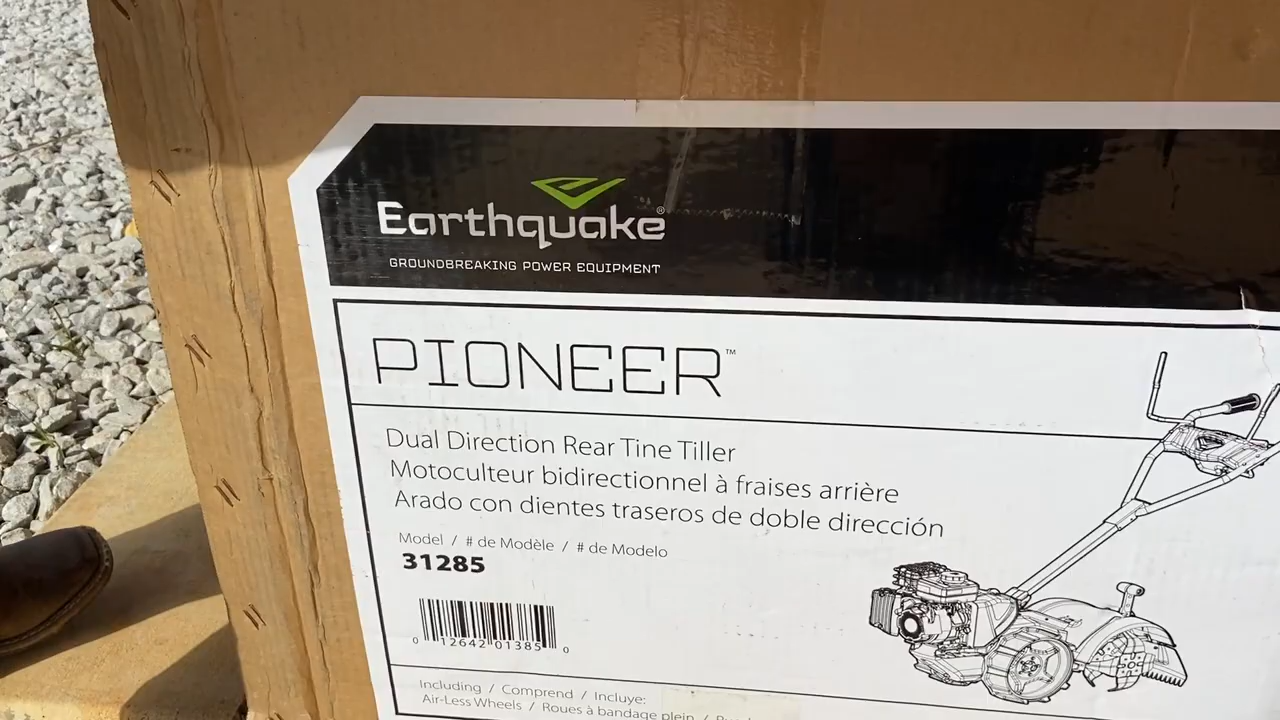 Earthquake®
GROUNDBREAKING POWER EQUIPMENT
PIONEER™
Dual Direction Rear Tine Tiller
Motoculteur bidirectionnel à fraises arrière
Arado con dientes traseros de doble dirección
Model / # de Modèle / # de Modelo
31285
0 12642 01385 0
Including / Comprend / Incluye:
Air-Less Wheels / Roues à bandage plein /